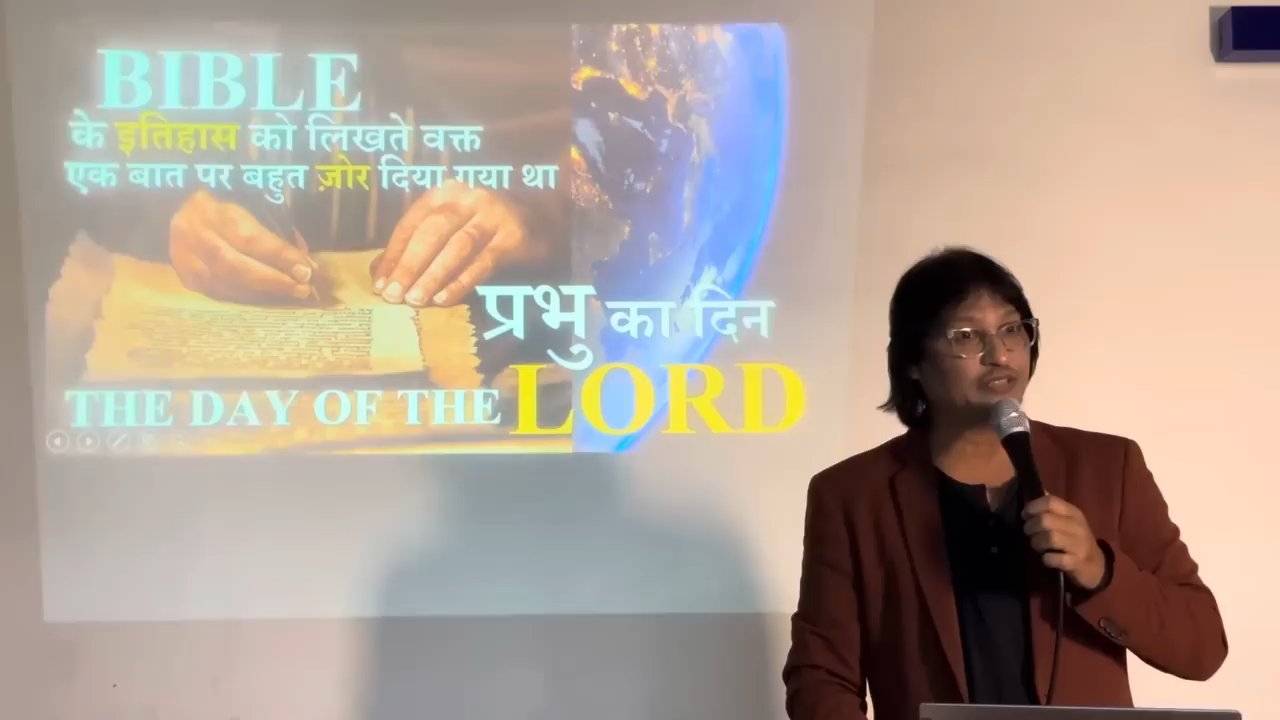 BIBLE
के इतिहास को लिखते वक्त
एक बात पर बहुत ज़ोर दिया गया था
प्रभु का दिन
THE DAY OF THE LORD